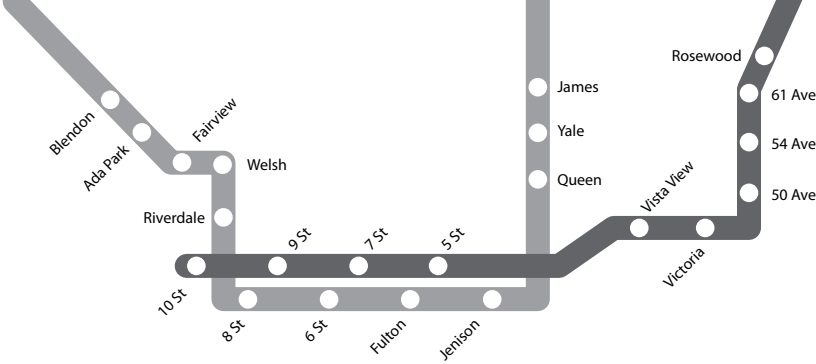 Rosewood
James
61 Ave
Blendon
Fairview
Yale
54 Ave
Ada Park
Welsh
Queen
Vista View
50 Ave
Riverdale
9 St
7 St
5 St
10 St
Victoria
8 St
6 St
Fulton
Jenison